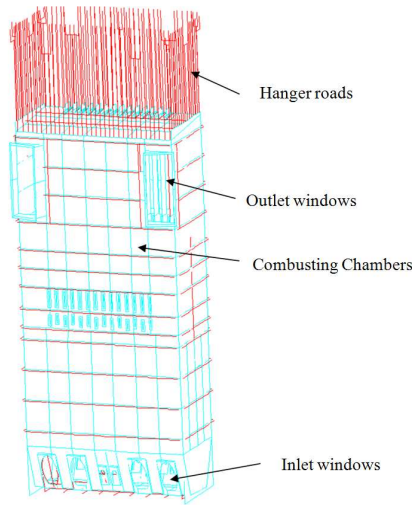 Hanger roads
Outlet windows
Combusting Chambers
Inlet windows